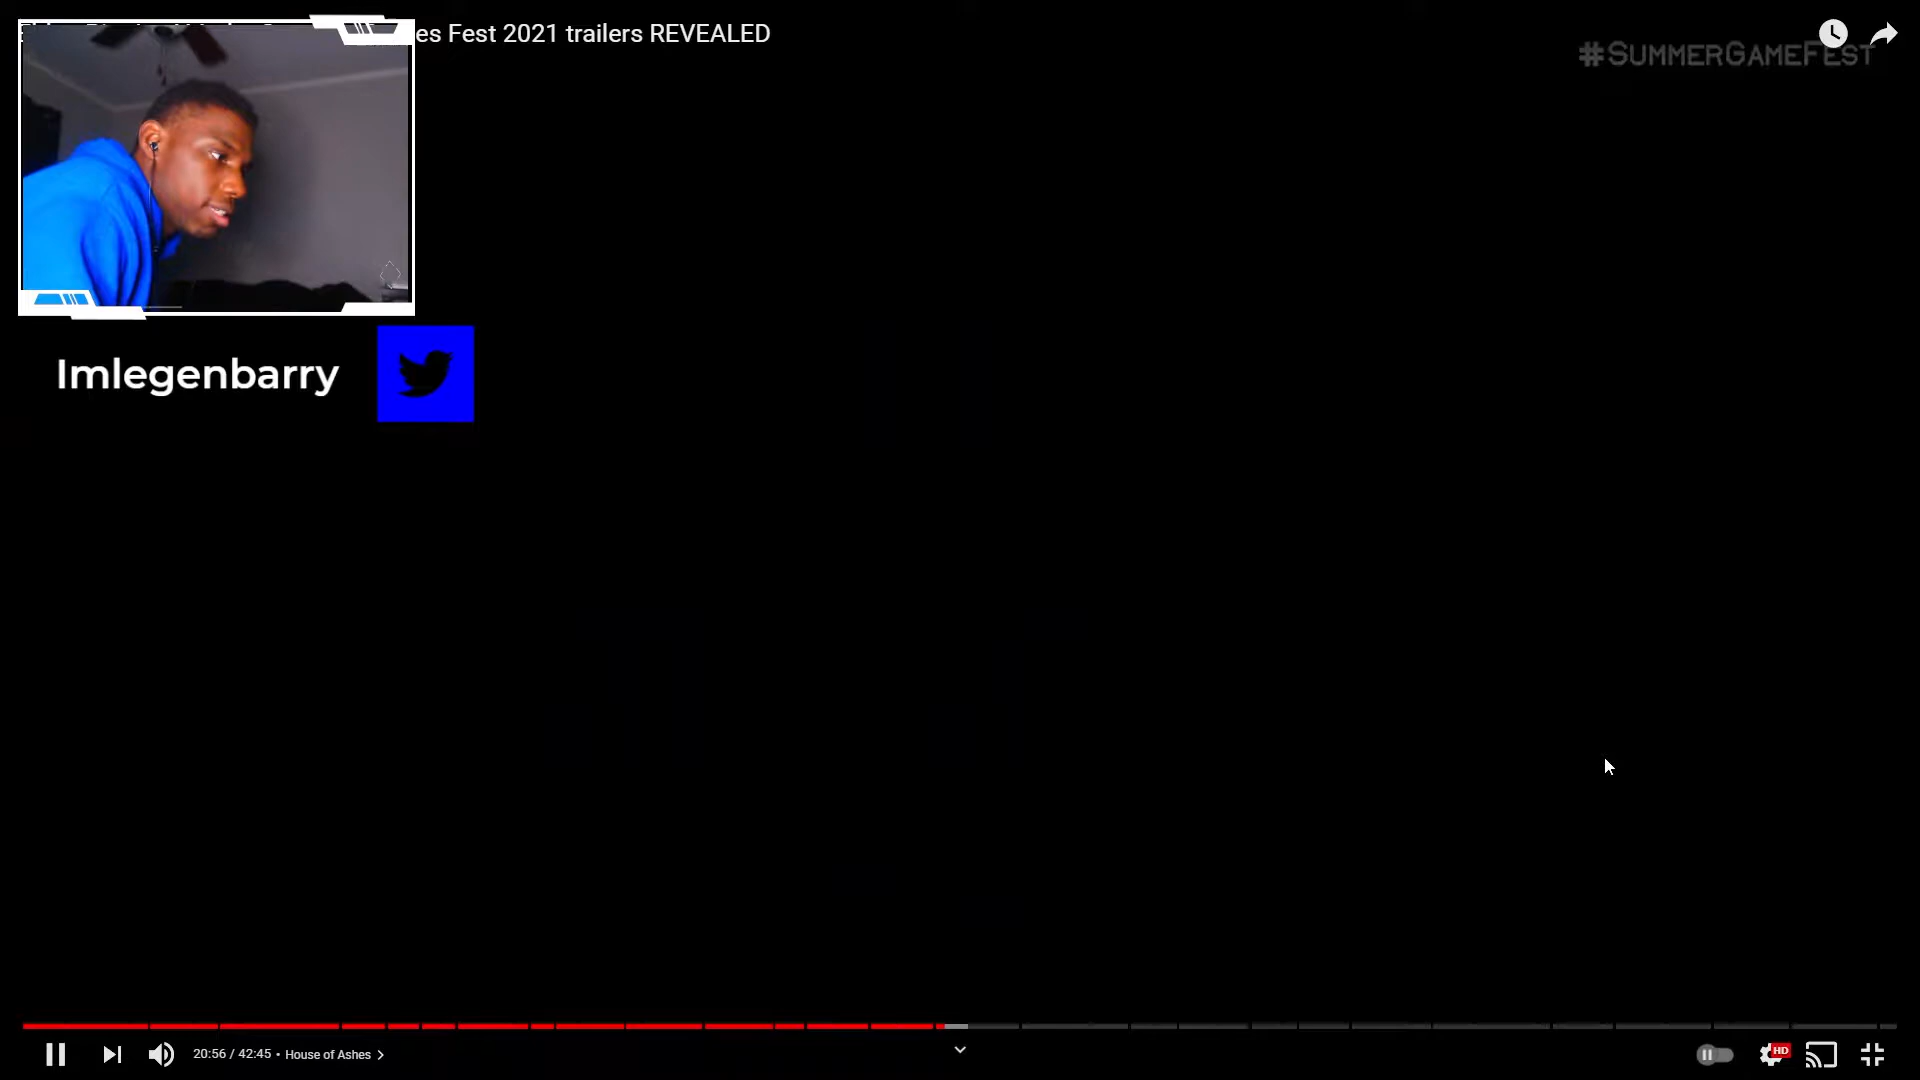 es Fest 2021 trailers REVEALED
#SUMMERGAMEFEST
Imlegenbarry
20:56 / 42:45 • House of Ashes
HD